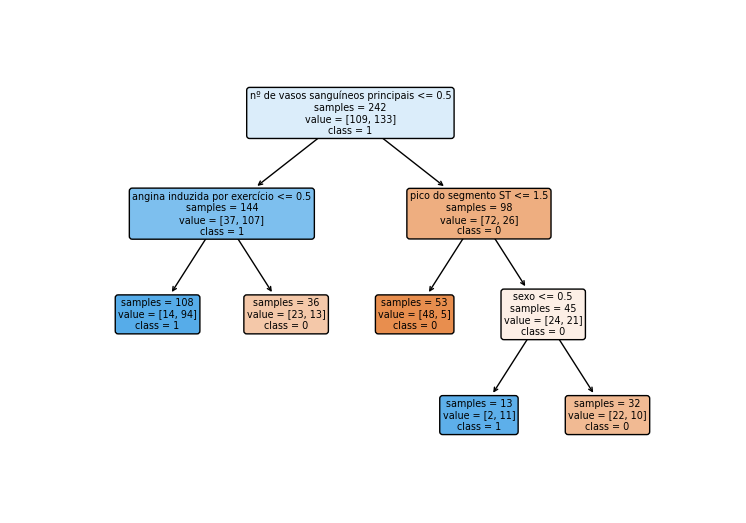 nº de vasos sanguíneos principais <= 0.5
samples = 242
value = [109, 133]
class = 1
angina induzida por exercício <= 0.5
samples = 144
value = [37, 107]
class = 1
pico do segmento ST <= 1.5
samples = 98
value = [72, 26]
class = 0
samples = 108
value = [14, 94]
class = 1
samples = 36
value = [23, 13]
class = 0
samples = 53
value = [48, 5]
class = 0
sexo <= 0.5
samples = 45
value = [24, 21]
class = 0
samples = 13
value = [2, 11]
class = 1
samples = 32
value = [22, 10]
class = 0